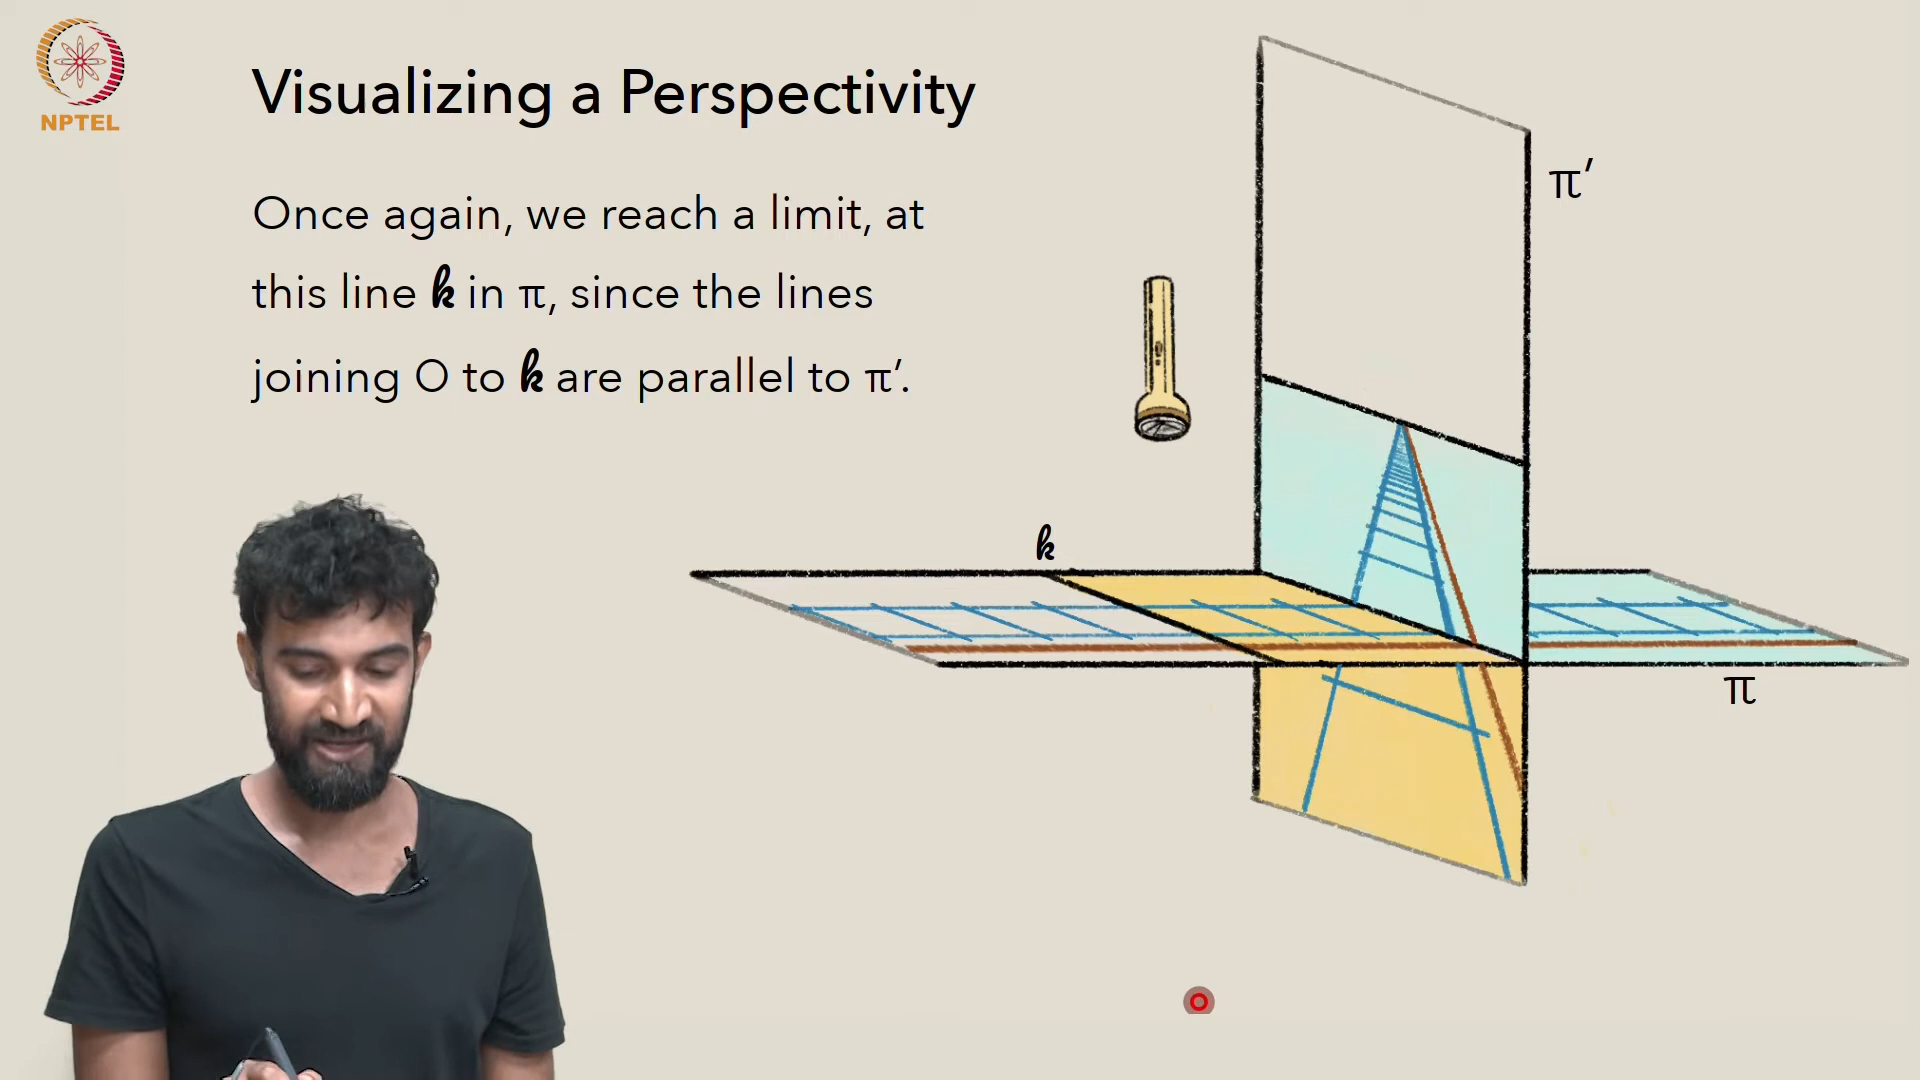 NPTEL
Visualizing a Perspectivity
Once again, we reach a limit, at
this line k in π, since the lines
joining O to k are parallel to π′.
π′
k
π